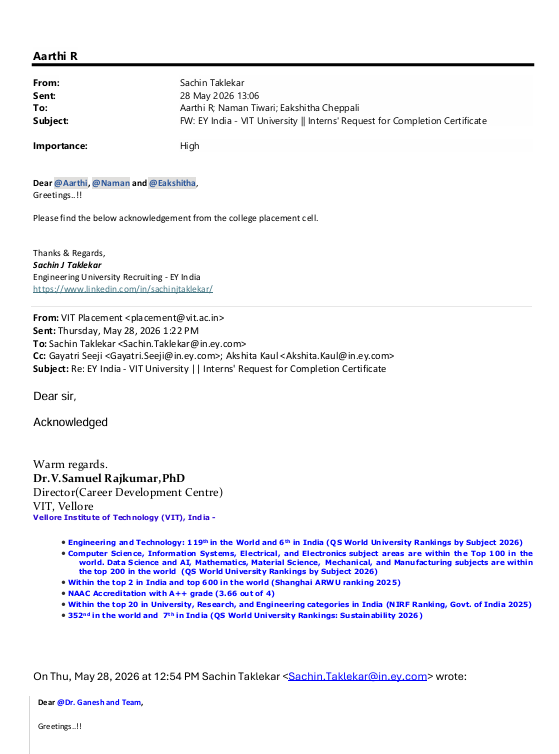 Aarthi R
From: Sachin Taklekar
Sent: 28 May 2026 13:06
To: Aarthi R; Naman Tiwari; Eakshitha Cheppali
Subject: FW: EY India - VIT University || Interns' Request for Completion Certificate
Importance: High
Dear @Aarthi, @Naman and @Eakshitha,
Greetings..!!
Please find the below acknowledgement from the college placement cell.
Thanks & Regards,
Sachin J Taklekar
Engineering University Recruiting - EY India
https://www.linkedin.com/in/sachinjtaklekar/
From: VIT Placement <placement@vit.ac.in>
Sent: Thursday, May 28, 2026 1:22 PM
To: Sachin Taklekar <Sachin.Taklekar@in.ey.com>
Cc: Gayatri Seeji <Gayatri.Seeji@in.ey.com>; Akshita Kaul <Akshita.Kaul@in.ey.com>
Subject: Re: EY India - VIT University || Interns' Request for Completion Certificate
Dear sir,
Acknowledged
Warm regards.
Dr.V.Samuel Rajkumar,PhD
Director(Career Development Centre)
VIT, Vellore
Vellore Institute of Technology (VIT), India -
• Engineering and Technology: 119th in the World and 6th in India (QS World University Rankings by Subject 2026)
• Computer Science, Information Systems, Electrical, and Electronics subject areas are within the Top 100 in the
world. Data Science and AI, Mathematics, Material Science, Mechanical, and Manufacturing subjects are within
the top 200 in the world (QS World University Rankings by Subject 2026)
• Within the top 2 in India and top 600 in the world (Shanghai ARWU ranking 2025)
• NAAC Accreditation with A++ grade (3.66 out of 4)
• Within the top 20 in University, Research, and Engineering categories in India (NIRF Ranking, Govt. of India 2025)
• 352nd in the world and 7th in India (QS World University Rankings: Sustainability 2026)
On Thu, May 28, 2026 at 12:54 PM Sachin Taklekar <Sachin.Taklekar@in.ey.com> wrote:
Dear @Dr. Ganesh and Team,
Greetings..!!